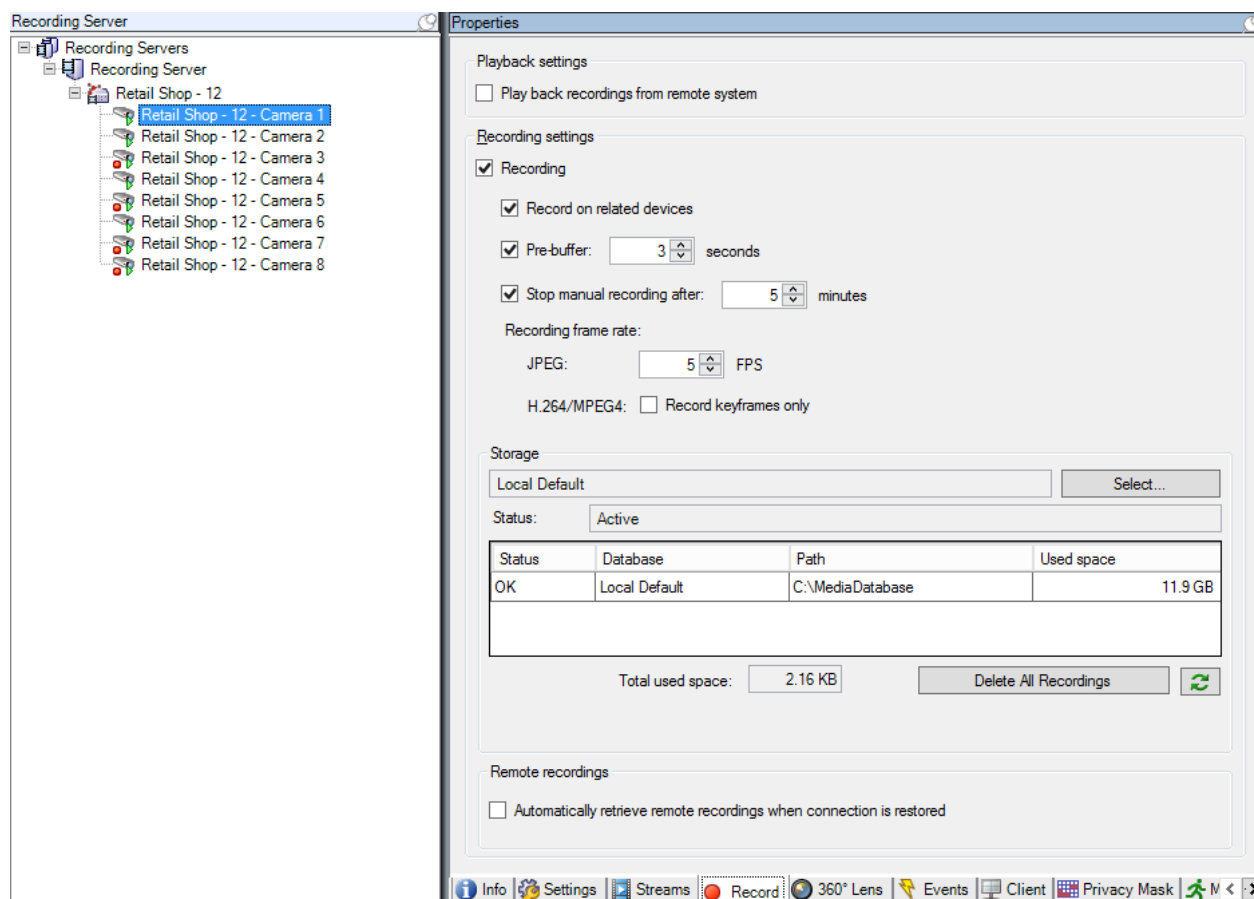 Recording Server
Recording Servers
Recording Server
Retail Shop - 12
Retail Shop - 12 - Camera 1
Retail Shop - 12 - Camera 2
Retail Shop - 12 - Camera 3
Retail Shop - 12 - Camera 4
Retail Shop - 12 - Camera 5
Retail Shop - 12 - Camera 6
Retail Shop - 12 - Camera 7
Retail Shop - 12 - Camera 8
Properties
Playback settings
Play back recordings from remote system
Recording settings
Recording
Record on related devices
Pre-buffer: 3 seconds
Stop manual recording after: 5 minutes
Recording frame rate:
JPEG: 5 FPS
H.264/MPEG4: Record keyframes only
Storage
Local Default Select...
Status: Active
Status Database Path Used space
OK Local Default C:\MediaDatabase 11.9 GB
Total used space: 2.16 KB Delete All Recordings
Remote recordings
Automatically retrieve remote recordings when connection is restored
Info Settings Streams Record 360° Lens Events Client Privacy Mask M